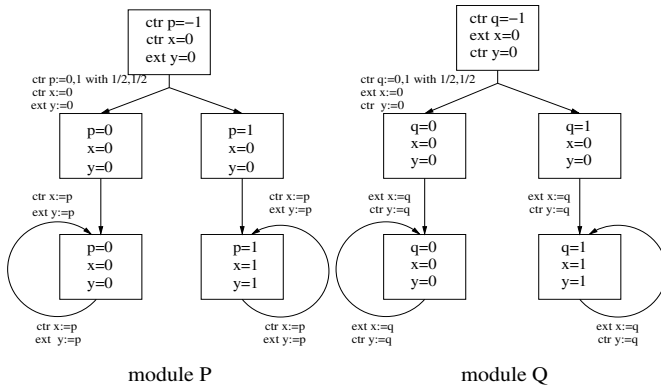 ctr p=−1
ctr x=0
ext y=0
ctr p:=0,1 with 1/2,1/2
ctr x:=0
ext y:=0
p=0
x=0
y=0
p=1
x=0
y=0
ctr x:=p
ext y:=p
ctr x:=p
ext y:=p
p=0
x=0
y=0
p=1
x=1
y=1
ctr x:=p
ext y:=p
ctr x:=p
ext y:=p
module P
ctr q=−1
ext x=0
ctr y=0
ctr q:=0,1 with 1/2,1/2
ext x:=0
ctr y:=0
q=0
x=0
y=0
q=1
x=0
y=0
ext x:=q
ctr y:=q
ext x:=q
ctr y:=q
q=0
x=0
y=0
q=1
x=1
y=1
ext x:=q
ctr y:=q
ext x:=q
ctr y:=q
module Q